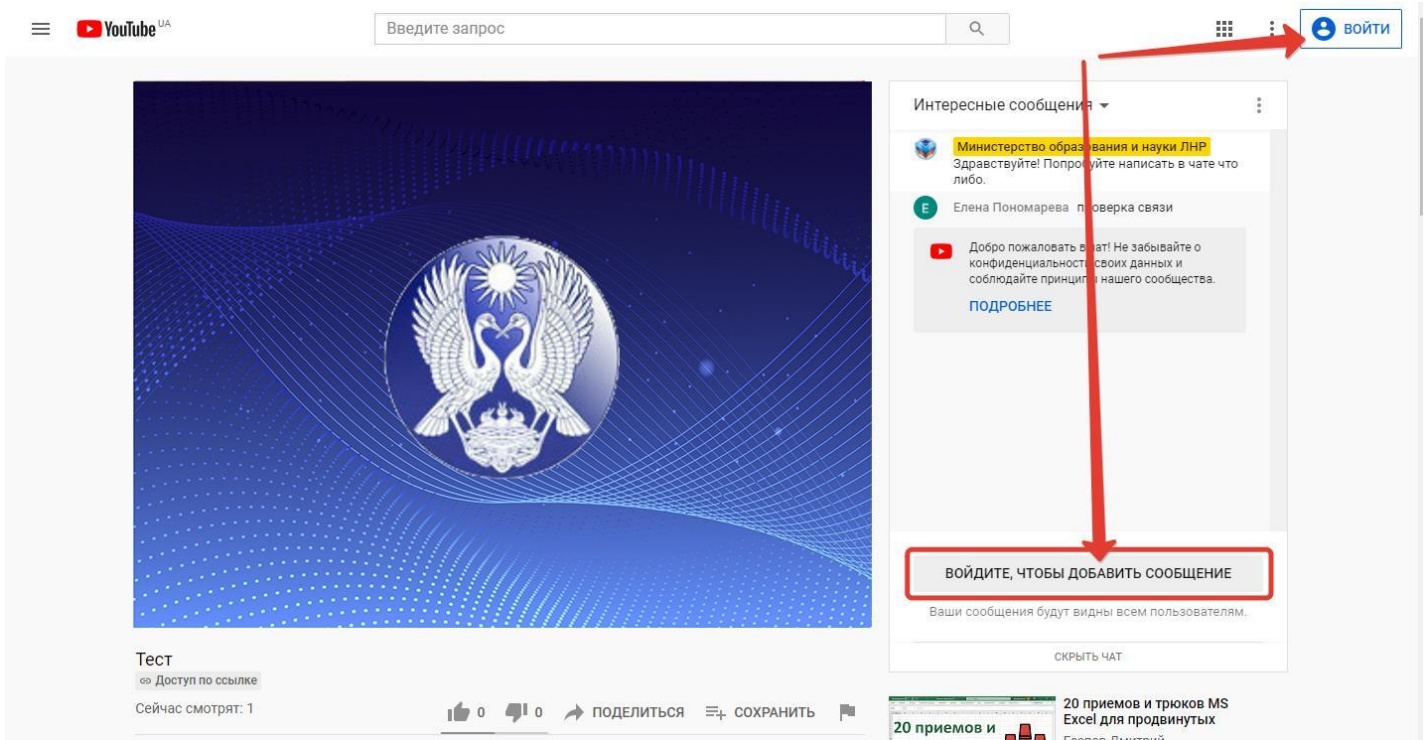 YouTube UA
Введите запрос
ВОЙТИ
Интересные сообщения
Министерство образования и науки ЛНР
Здравствуйте! Попробуйте написать в чате что
либо.
Е Елена Пономарева проверка связи
Добро пожаловать в чат! Не забывайте о
конфиденциальности своих данных и
соблюдайте принципы нашего сообщества.
ПОДРОБНЕЕ
ВОЙДИТЕ, ЧТОБЫ ДОБАВИТЬ СООБЩЕНИЕ
Ваши сообщения будут видны всем пользователям.
СКРЫТЬ ЧАТ
Тест
Доступ по ссылке
Сейчас смотрят: 1
0 0 ПОДЕЛИТЬСЯ СОХРАНИТЬ
20 приемов и
20 приемов и трюков MS
Excel для продвинутых